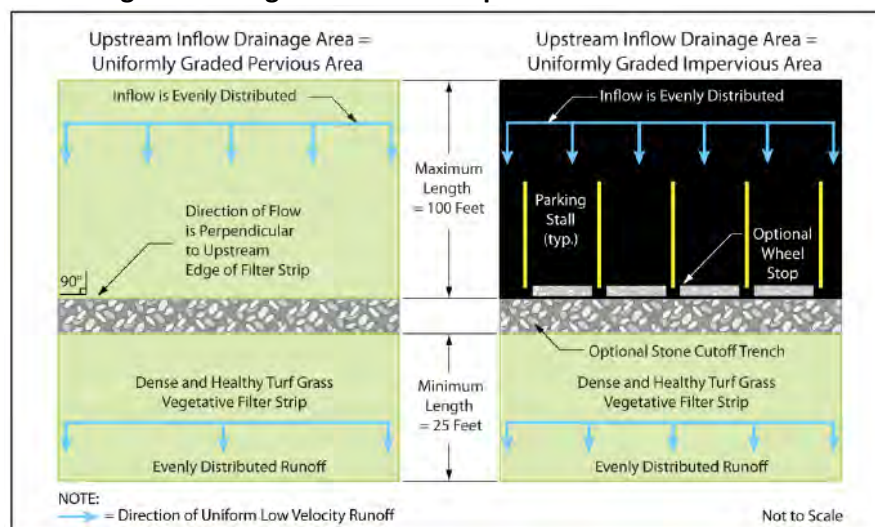 Upstream Inflow Drainage Area =
Uniformly Graded Pervious Area
Inflow is Evenly Distributed
Direction of Flow
is Perpendicular
to Upstream
Edge of Filter Strip
90°
Dense and Healthy Turf Grass
Vegetative Filter Strip
Evenly Distributed Runoff
Maximum
Length
= 100 Feet
Minimum
Length
= 25 Feet
Upstream Inflow Drainage Area =
Uniformly Graded Impervious Area
Inflow is Evenly Distributed
Parking
Stall
(typ.)
Optional
Wheel
Stop
Optional Stone Cutoff Trench
Dense and Healthy Turf Grass
Vegetative Filter Strip
Evenly Distributed Runoff
NOTE:
= Direction of Uniform Low Velocity Runoff
Not to Scale